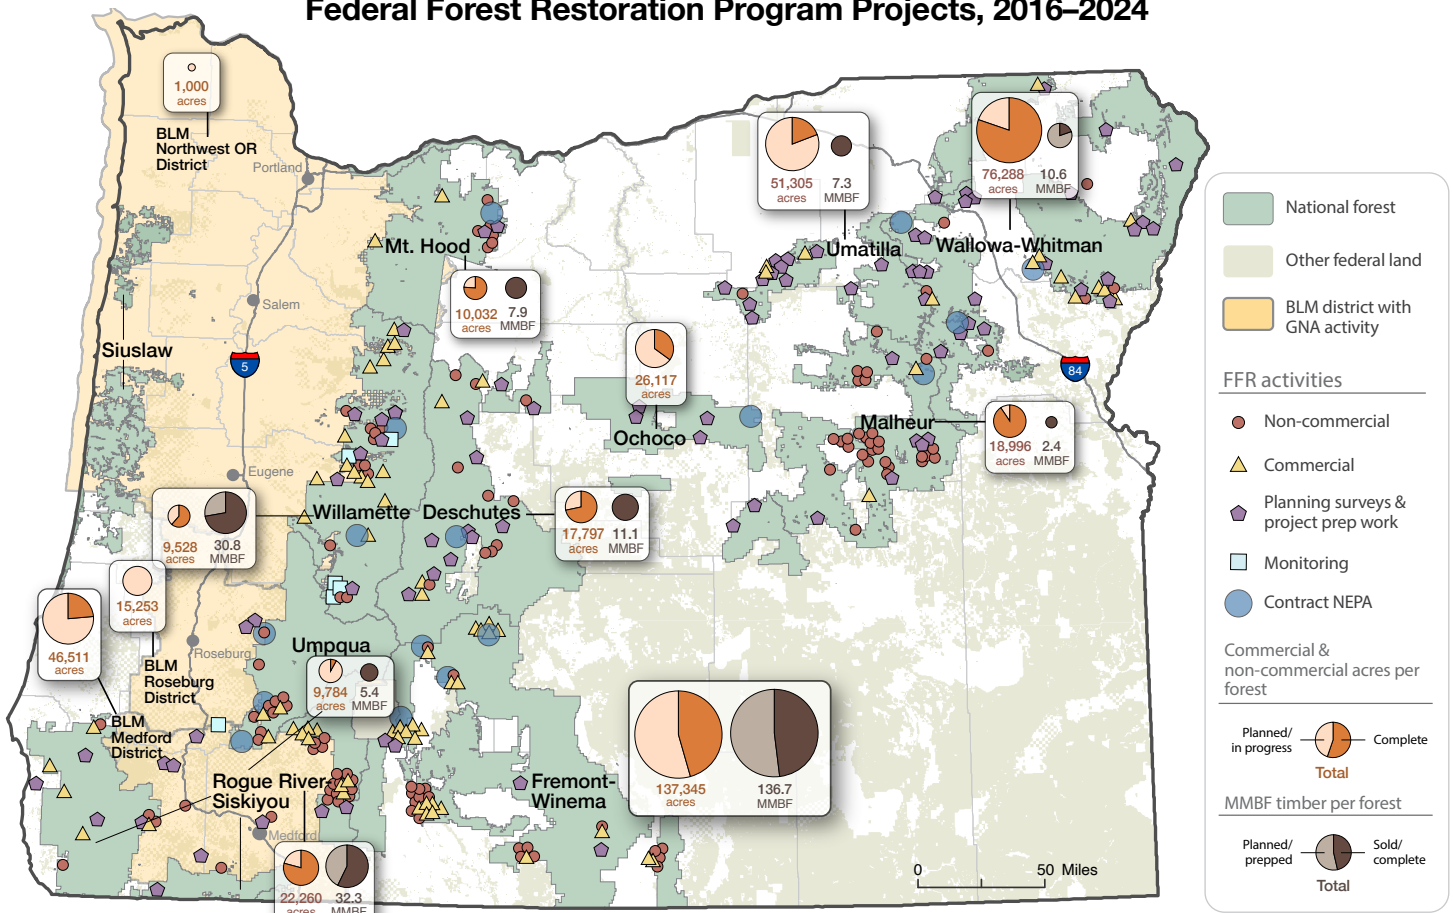 Federal Forest Restoration Program Projects, 2016–2024
1,000
acres
BLM
Northwest OR
District
Portland
Mt. Hood
10,032
acres
7.9
MMBF
51,305
acres
7.3
MMBF
Umatilla
76,288
acres
10.6
MMBF
Wallowa-Whitman
Salem
Siuslaw
5
84
26,117
acres
Ochoco
Malheur
18,996
acres
2.4
MMBF
Eugene
9,528
acres
30.8
MMBF
Willamette
Deschutes
17,797
acres
11.1
MMBF
15,253
acres
46,511
acres
BLM
Roseburg
District
Roseburg
Umpqua
9,784
acres
5.4
MMBF
BLM
Medford
District
Rogue River-
Siskiyou
Medford
22,260
acres
32.3
MMBF
Fremont-
Winema
137,345
acres
136.7
MMBF
0
50 Miles
National forest
Other federal land
BLM district with
GNA activity
FFR activities
Non-commercial
Commercial
Planning surveys &
project prep work
Monitoring
Contract NEPA
Commercial &
non-commercial acres per
forest
Planned/
in progress
Complete
Total
MMBF timber per forest
Planned/
prepped
Sold/
complete
Total